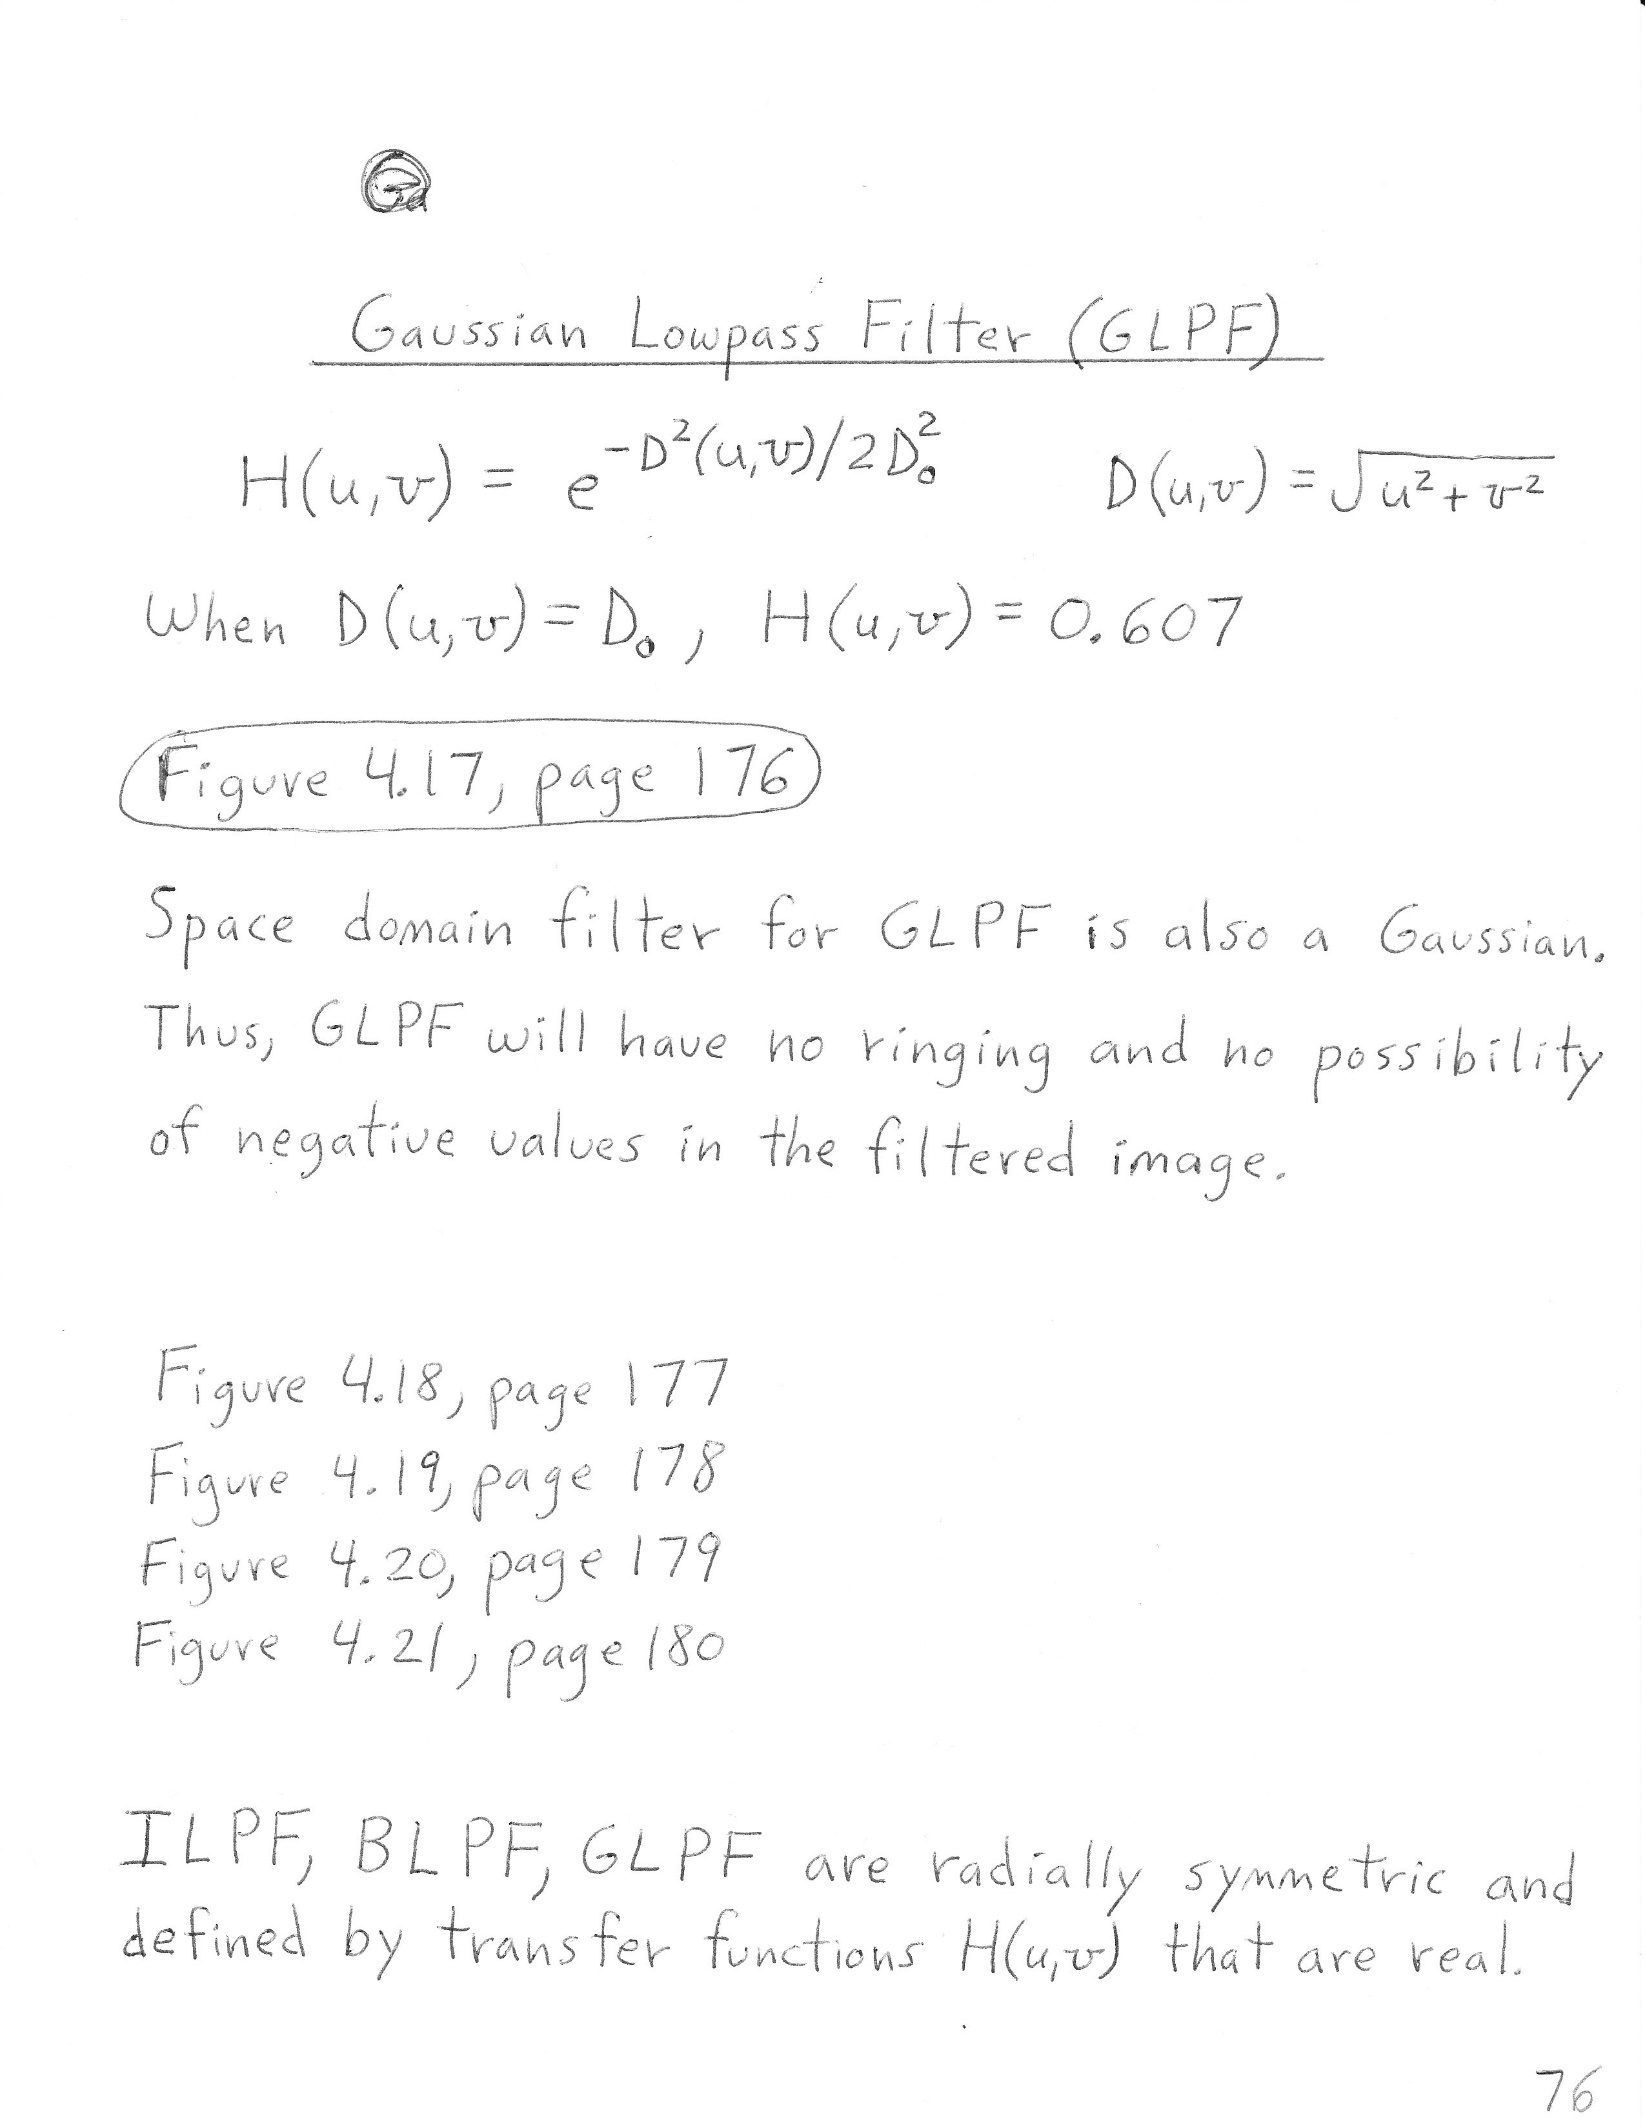 Gaussian Lowpass Filter (GLPF)
H(u,v) = e^{-D²(u,v)/2D₀²}    D(u,v) = √(u²+v²)
When D(u,v) = D₀, H(u,v) = 0.607
Figure 4.17, page 176
Space domain filter for GLPF is also a Gaussian.
Thus, GLPF will have no ringing and no possibility
of negative values in the filtered image.
Figure 4.18, page 177
Figure 4.19, page 178
Figure 4.20, page 179
Figure 4.21, page 180
ILPF, BLPF, GLPF are radially symmetric and
defined by transfer functions H(u,v) that are real.
76